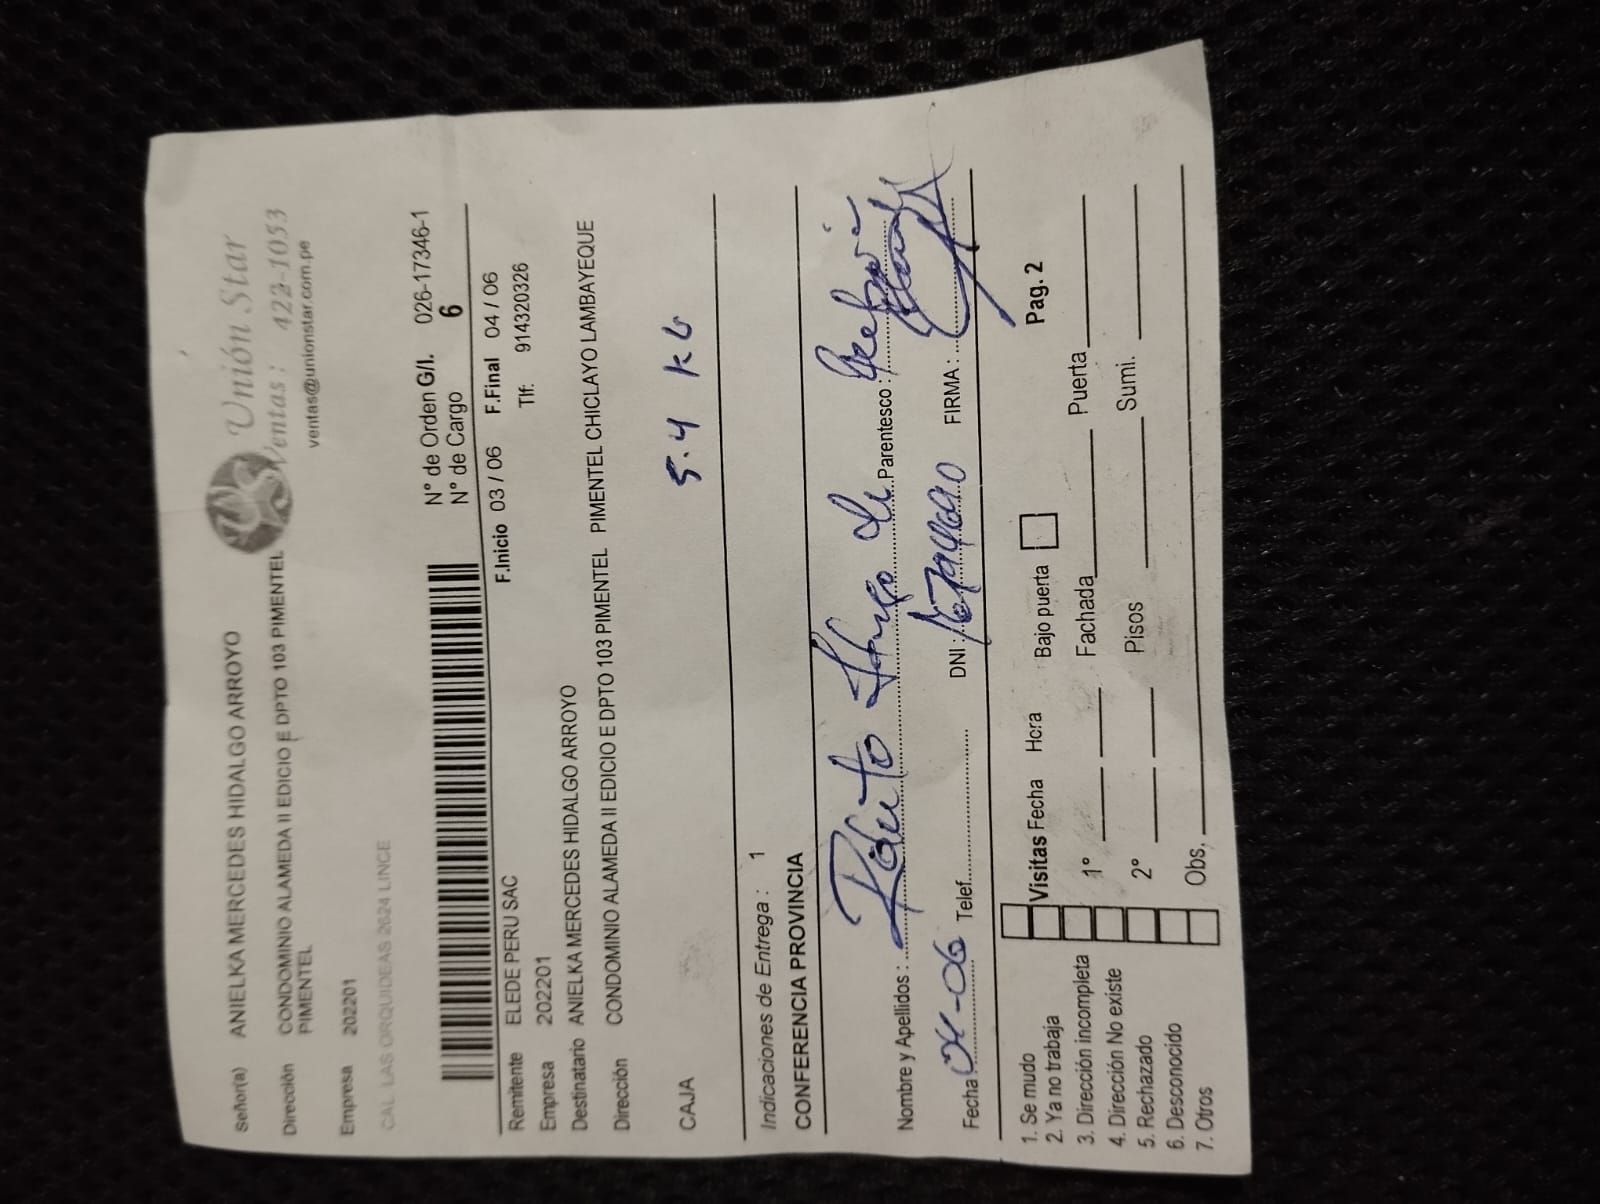 Unión Star
Ventas: 422-1053
ventas@unionstar.com.pe
Señor(a) ANIELKA MERCEDES HIDALGO ARROYO
Dirección CONDOMINIO ALAMEDA II EDICIO E DPTO 103 PIMENTEL
PIMENTEL
Empresa 202201
CAL. LAS ORQUIDEAS 2624 LINCE
N° de Orden G/I. 026-17346-1
N° de Cargo 6
F.Inicio 03 / 06 F.Final 04 / 06
Remitente ELEDE PERU SAC Tlf: 914320326
Empresa 202201
Destinatario ANIELKA MERCEDES HIDALGO ARROYO
Dirección CONDOMINIO ALAMEDA II EDICIO E DPTO 103 PIMENTEL PIMENTEL CHICLAYO LAMBAYEQUE
CAJA 5.4 KG
Indicaciones de Entrega : 1
CONFERENCIA PROVINCIA
Nombre y Apellidos : Roberto Parentesco :
Fecha 04-06 Telef. DNI : FIRMA :
1. Se mudo
2. Ya no trabaja
3. Dirección incompleta
4. Dirección No existe
5. Rechazado
6. Desconocido
7. Otros
Visitas Fecha Hora Bajo puerta Pag. 2
1° Fachada Puerta
2° Pisos Sumi.
Obs.